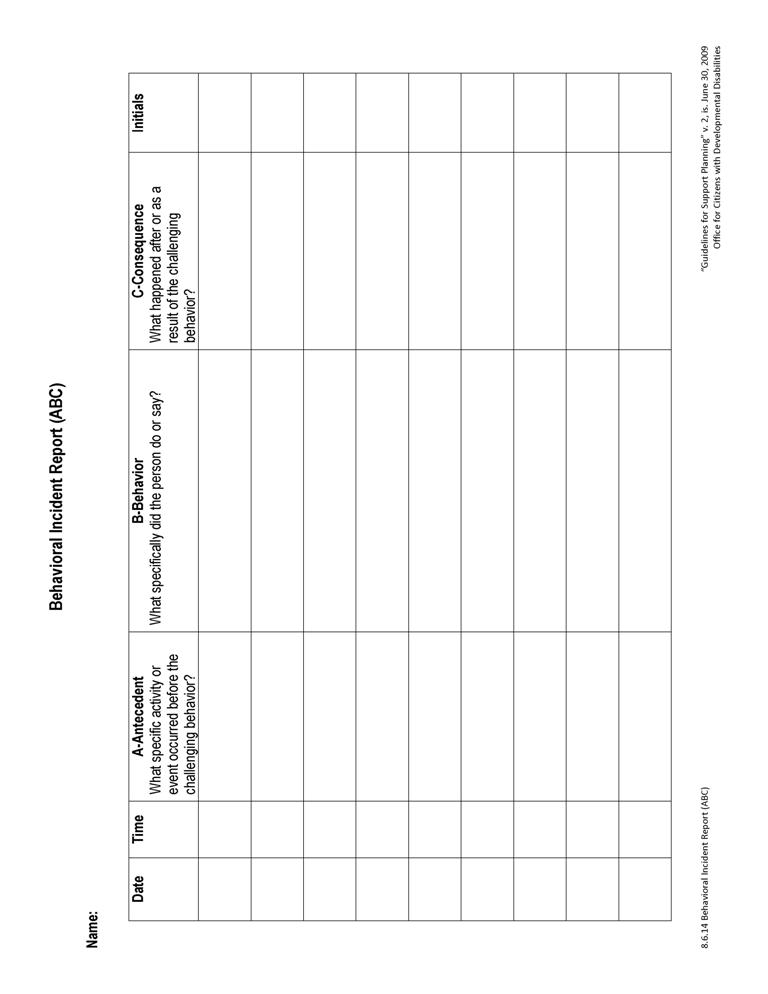 Behavioral Incident Report (ABC)
Name:
Date
Time
A-Antecedent
What specific activity or
event occurred before the
challenging behavior?
B-Behavior
What specifically did the person do or say?
C-Consequence
What happened after or as a
result of the challenging
behavior?
Initials
"Guidelines for Support Planning" v. 2, is. June 30, 2009
8.6.14 Behavioral Incident Report (ABC)
Office for Citizens with Developmental Disabilities